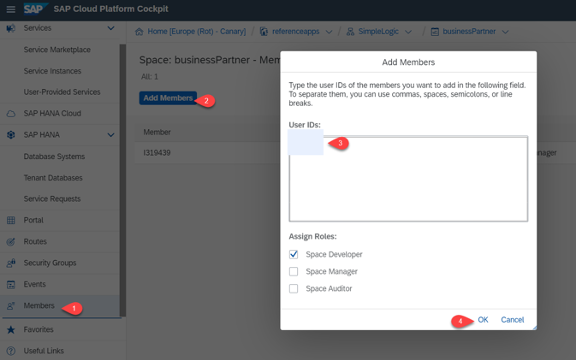 SAP SAP Cloud Platform Cockpit
Services
Service Marketplace
Service Instances
User-Provided Services
SAP HANA Cloud
SAP HANA
Database Systems
Tenant Databases
Service Requests
Portal
Routes
Security Groups
Events
Members
1
Favorites
Useful Links
Home [Europe (Rot) - Canary] / referenceapps / SimpleLogic / businessPartner
Space: businessPartner - Mem
All: 1
Add Members
2
Member
I319439
anager
Add Members
Type the user IDs of the members you want to add in the following field.
To separate them, you can use commas, spaces, semicolons, or line
breaks.
User IDs:
3
Assign Roles:
Space Developer
Space Manager
Space Auditor
4
OK Cancel